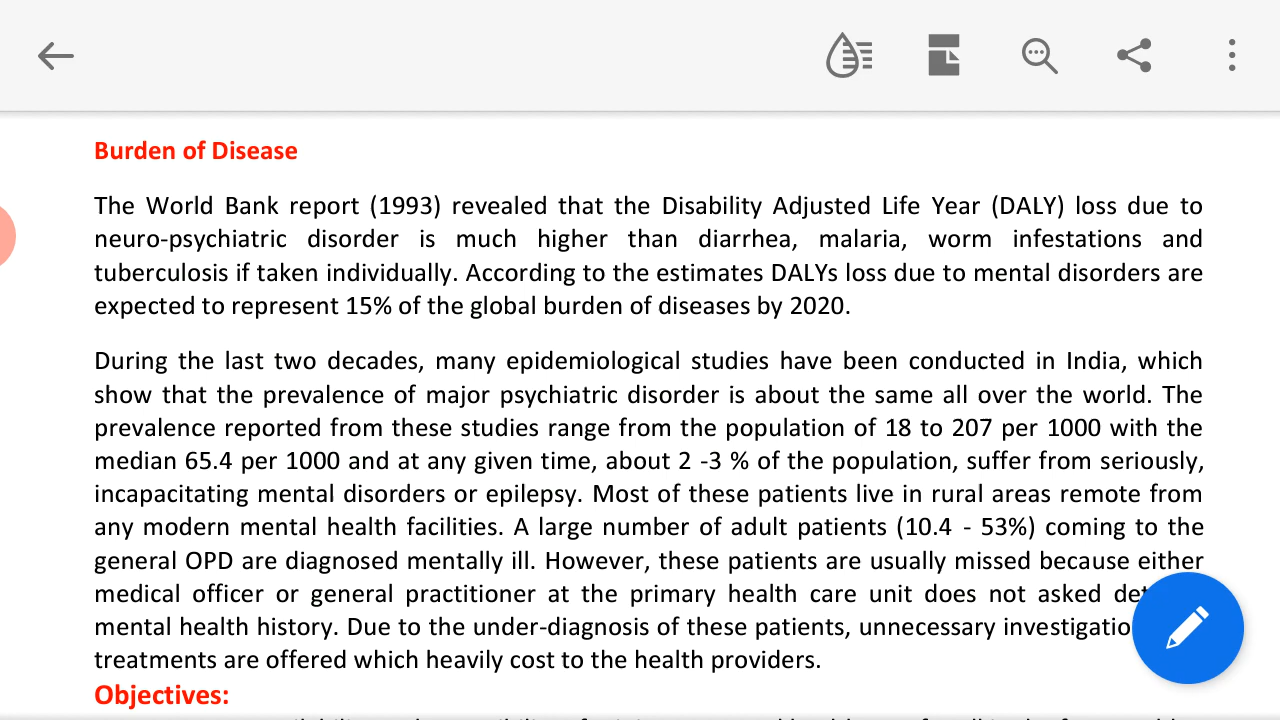 Burden of Disease
The World Bank report (1993) revealed that the Disability Adjusted Life Year (DALY) loss due to
neuro-psychiatric disorder is much higher than diarrhea, malaria, worm infestations and
tuberculosis if taken individually. According to the estimates DALYs loss due to mental disorders are
expected to represent 15% of the global burden of diseases by 2020.
During the last two decades, many epidemiological studies have been conducted in India, which
show that the prevalence of major psychiatric disorder is about the same all over the world. The
prevalence reported from these studies range from the population of 18 to 207 per 1000 with the
median 65.4 per 1000 and at any given time, about 2 -3 % of the population, suffer from seriously,
incapacitating mental disorders or epilepsy. Most of these patients live in rural areas remote from
any modern mental health facilities. A large number of adult patients (10.4 - 53%) coming to the
general OPD are diagnosed mentally ill. However, these patients are usually missed because either
medical officer or general practitioner at the primary health care unit does not asked
mental health history. Due to the under-diagnosis of these patients, unnecessary
treatments are offered which heavily cost to the health providers.
Objectives: